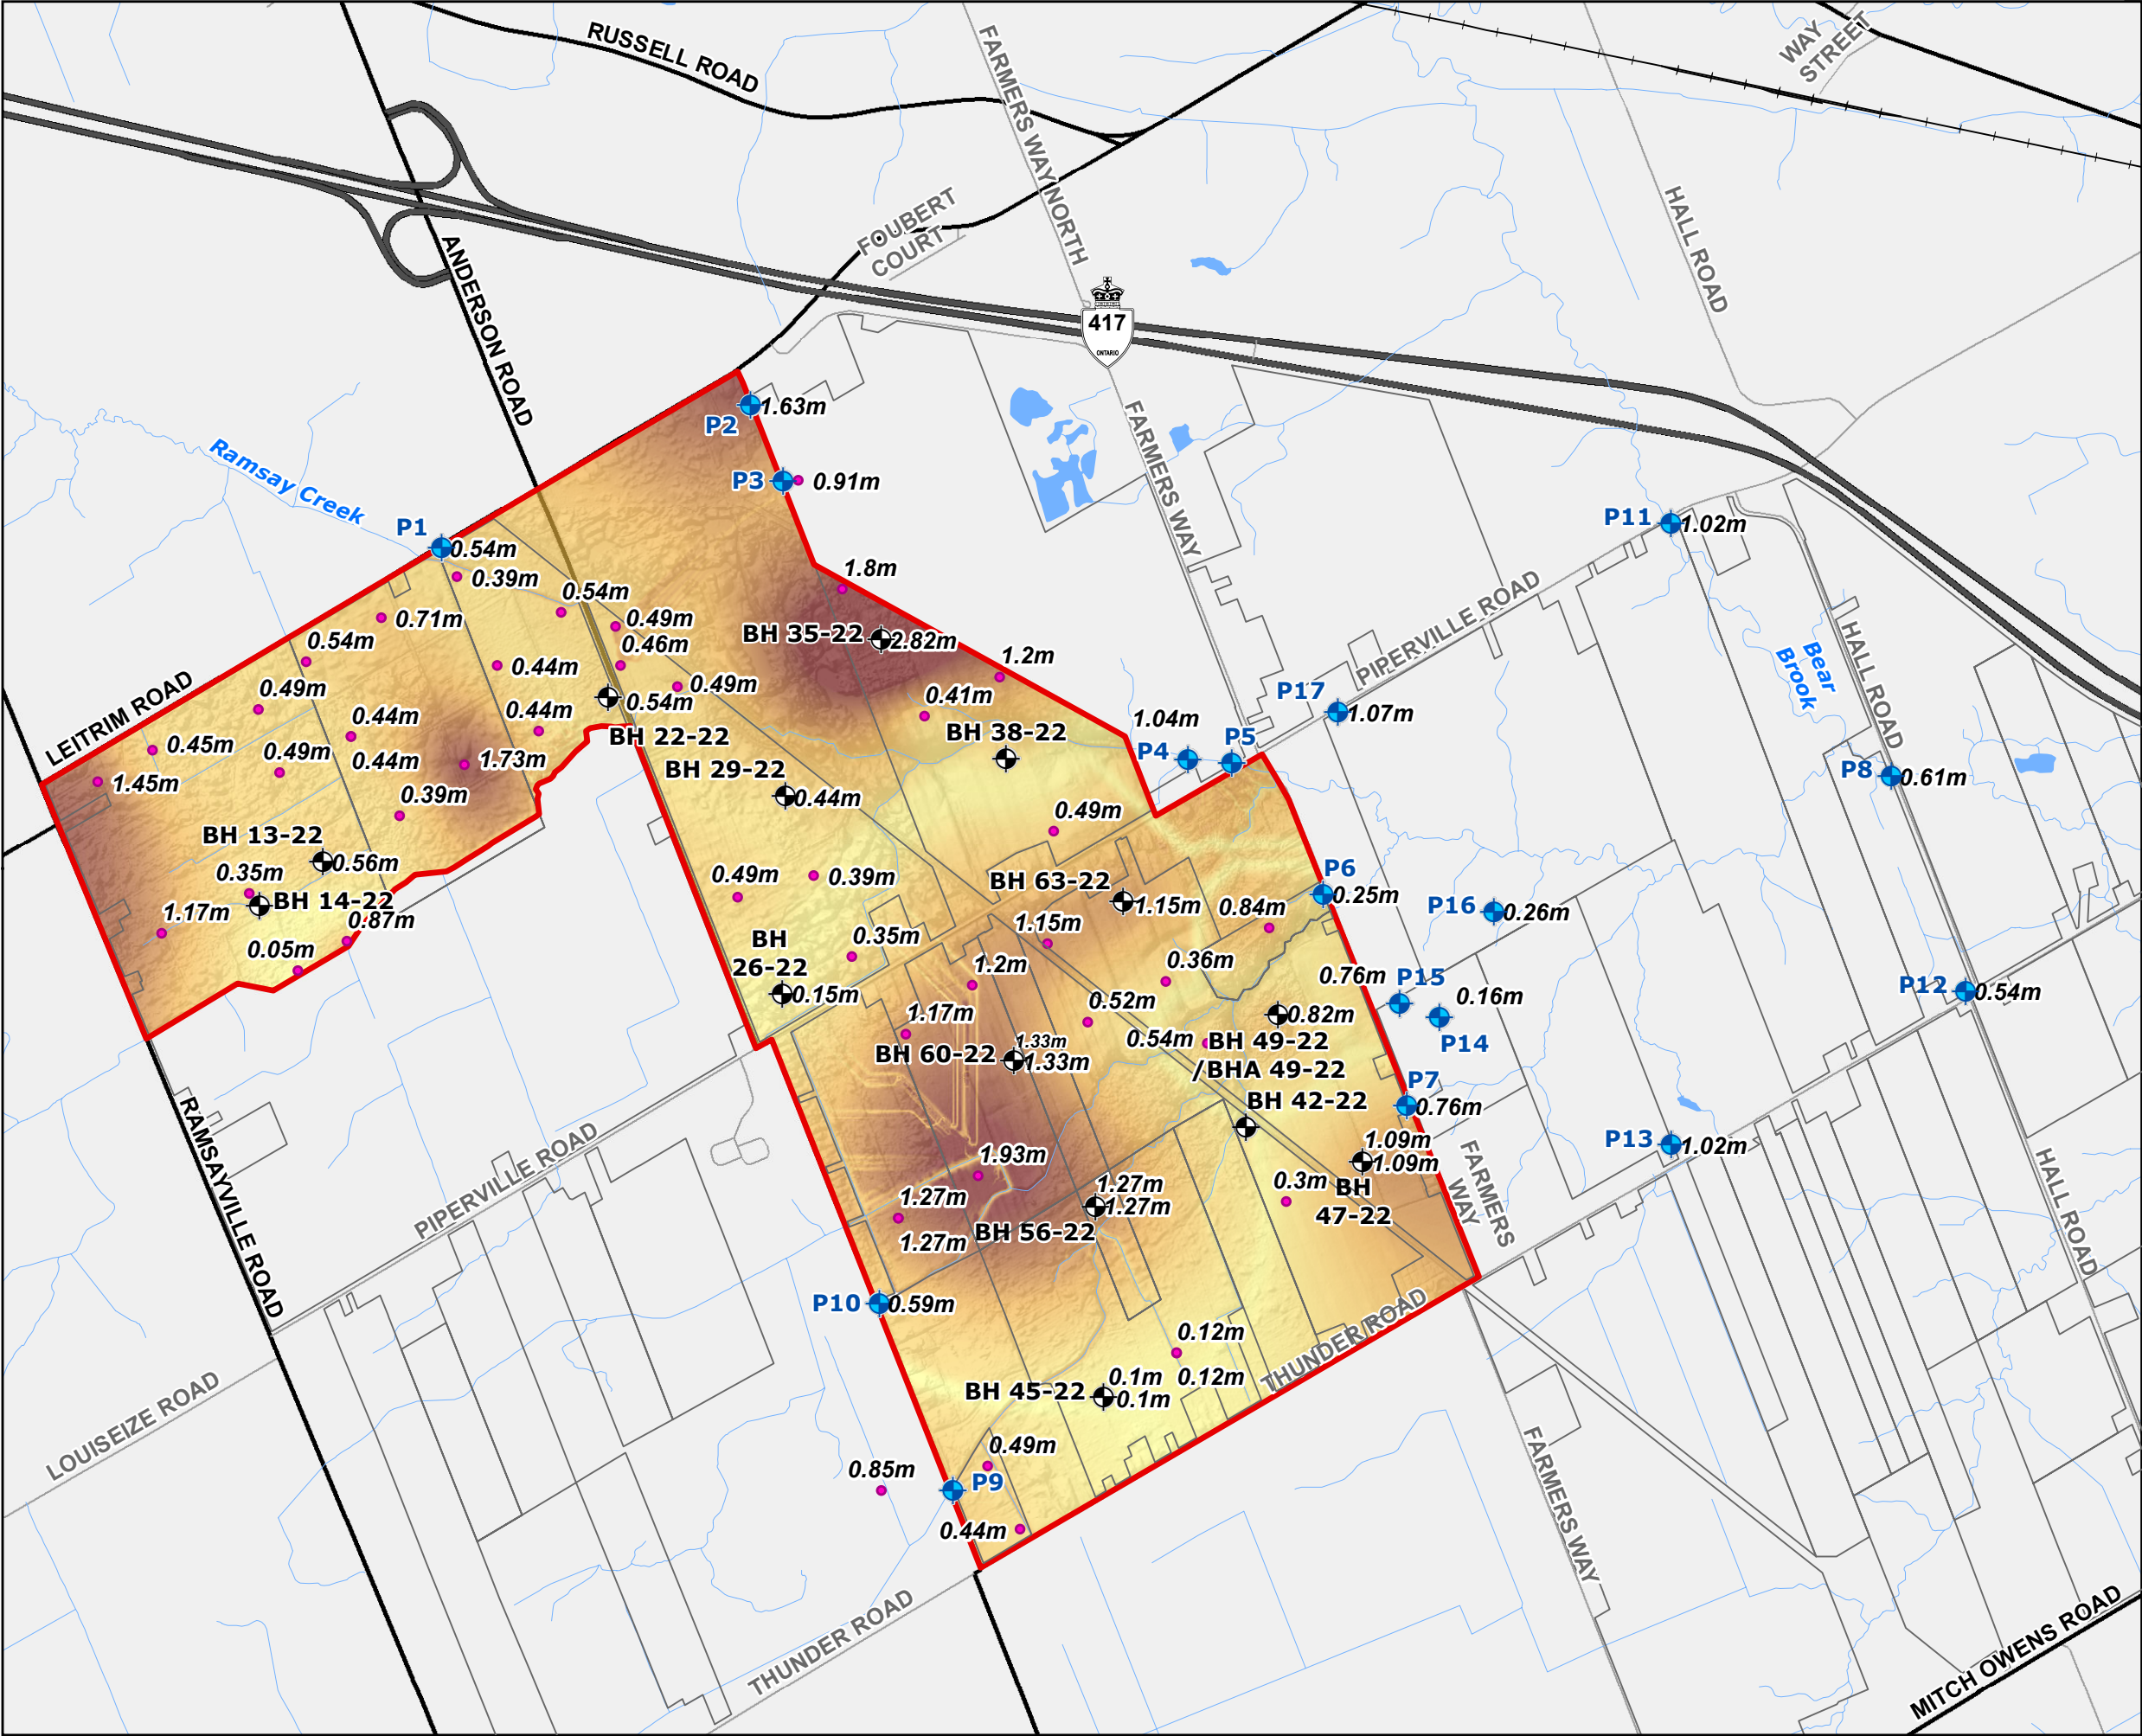 RUSSELL ROAD
WAY
STREET
FARMERS WAY NORTH
FOUBERT
COURT
HALL ROAD
ANDERSON ROAD
417
ONTARIO
P2
1.63m
FARMERS WAY
Ramsay Creek
P3
0.91m
P1
0.54m
P11
1.02m
0.39m
1.8m
0.54m
PIPERVILLE ROAD
0.71m
0.49m
0.54m
0.46m
BH 35-22
2.82m
HALL ROAD
Bear
Brook
1.2m
0.44m
LEITRIM ROAD
0.49m
0.49m
0.54m
0.41m
P17
1.07m
0.44m
0.44m
1.04m
BH 22-22
BH 38-22
P4
P5
0.45m
0.49m
0.44m
1.73m
BH 29-22
0.44m
P8
0.61m
1.45m
0.39m
0.49m
BH 13-22
0.56m
0.35m
0.49m
0.39m
BH 63-22
1.15m
P6
0.25m
BH 14-22
1.17m
0.87m
0.84m
P16
0.26m
0.05m
BH
26-22
0.15m
0.35m
1.15m
1.2m
0.36m
0.76m
P15
0.16m
P14
P12
0.54m
0.52m
1.17m
0.82m
BH 60-22
1.33m
1.33m
0.54m
BH 49-22
/BHA 49-22
P7
0.76m
BH 42-22
RAMSAYVILLE ROAD
PIPERVILLE ROAD
1.93m
1.09m
1.09m
P13
1.02m
FARMERS
WAY
HALL ROAD
1.27m
1.27m
1.27m
1.27m
BH 56-22
0.3m
BH
47-22
P10
0.59m
THUNDER ROAD
0.12m
0.12m
0.1m
BH 45-22
0.1m
LOUISEIZE ROAD
0.49m
0.85m
P9
0.44m
FARMERS WAY
THUNDER ROAD
MITCH OWENS ROAD